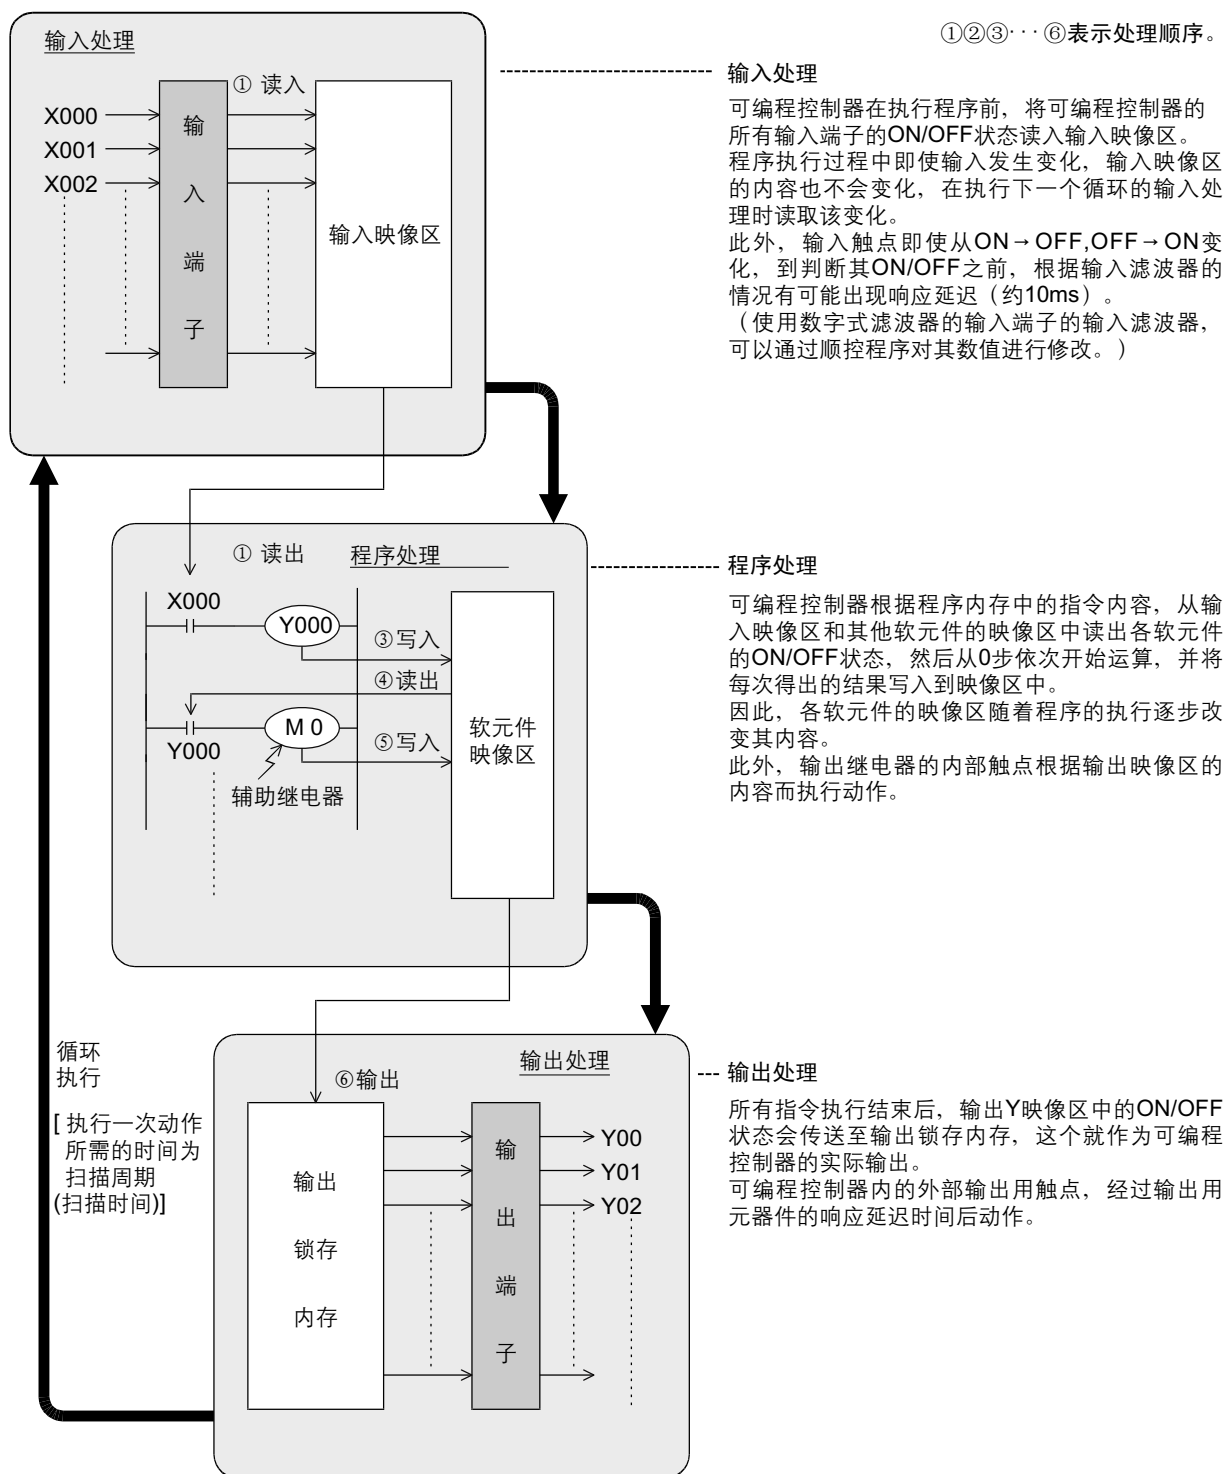 ①②③···⑥表示处理顺序。
输入处理
① 读入
X000
X001
X002
输
入
端
子
输入映像区
输入处理
可编程控制器在执行程序前，将可编程控制器的
所有输入端子的ON/OFF状态读入输入映像区。
程序执行过程中即使输入发生变化，输入映像区
的内容也不会变化，在执行下一个循环的输入处
理时读取该变化。
此外，输入触点即使从ON→OFF,OFF→ON变
化，到判断其ON/OFF之前，根据输入滤波器的
情况有可能出现响应延迟（约10ms）。
（使用数字式滤波器的输入端子的输入滤波器，
可以通过顺控程序对其数值进行修改。）
① 读出
程序处理
X000
Y000
③写入
④读出
M 0
Y000
⑤写入
辅助继电器
软元件
映像区
程序处理
可编程控制器根据程序内存中的指令内容，从输
入映像区和其他软元件的映像区中读出各软元件
的ON/OFF状态，然后从0步依次开始运算，并将
每次得出的结果写入到映像区中。
因此，各软元件的映像区随着程序的执行逐步改
变其内容。
此外，输出继电器的内部触点根据输出映像区的
内容而执行动作。
循环
执行
[ 执行一次动作
所需的时间为
扫描周期
(扫描时间)]
输出处理
⑥输出
输出
锁存
内存
输
出
端
子
Y00
Y01
Y02
输出处理
所有指令执行结束后，输出Y映像区中的ON/OFF
状态会传送至输出锁存内存，这个就作为可编程
控制器的实际输出。
可编程控制器内的外部输出用触点，经过输出用
元器件的响应延迟时间后动作。